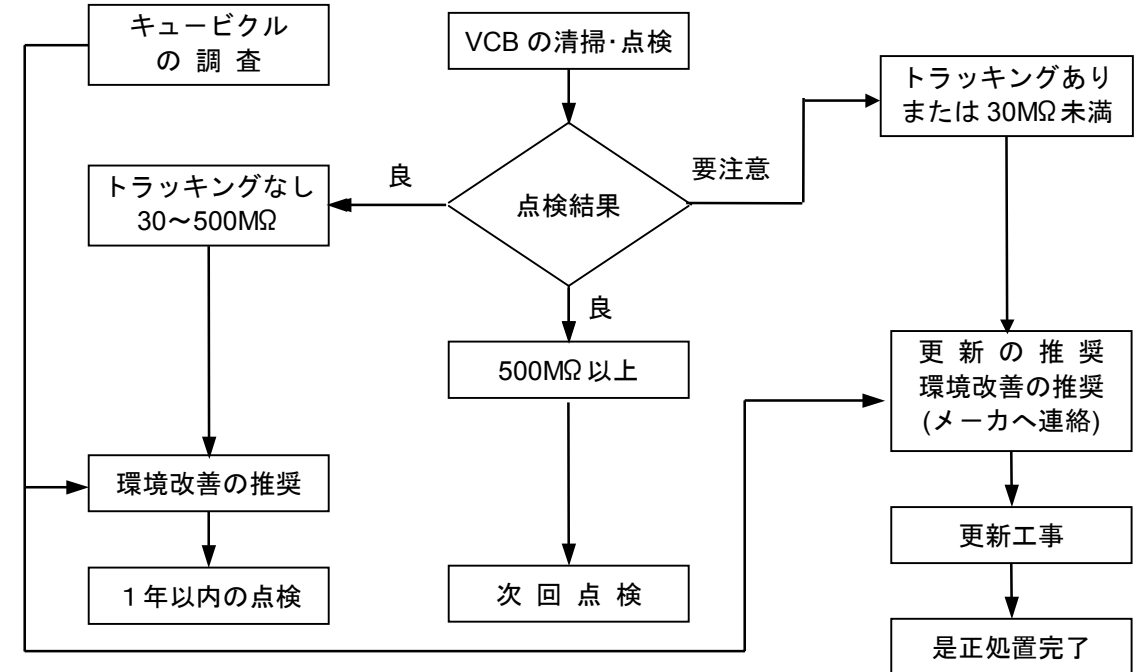 キュービクル
の 調 査
VCB の清掃･点検
トラッキングあり
または 30MΩ 未満
トラッキングなし
30～500MΩ
良
点検結果
要注意
良
500MΩ 以上
更 新 の 推 奨
環境改善の推奨
(メーカへ連絡)
環境改善の推奨
更新工事
１年以内の点検
次 回 点 検
是正処置完了